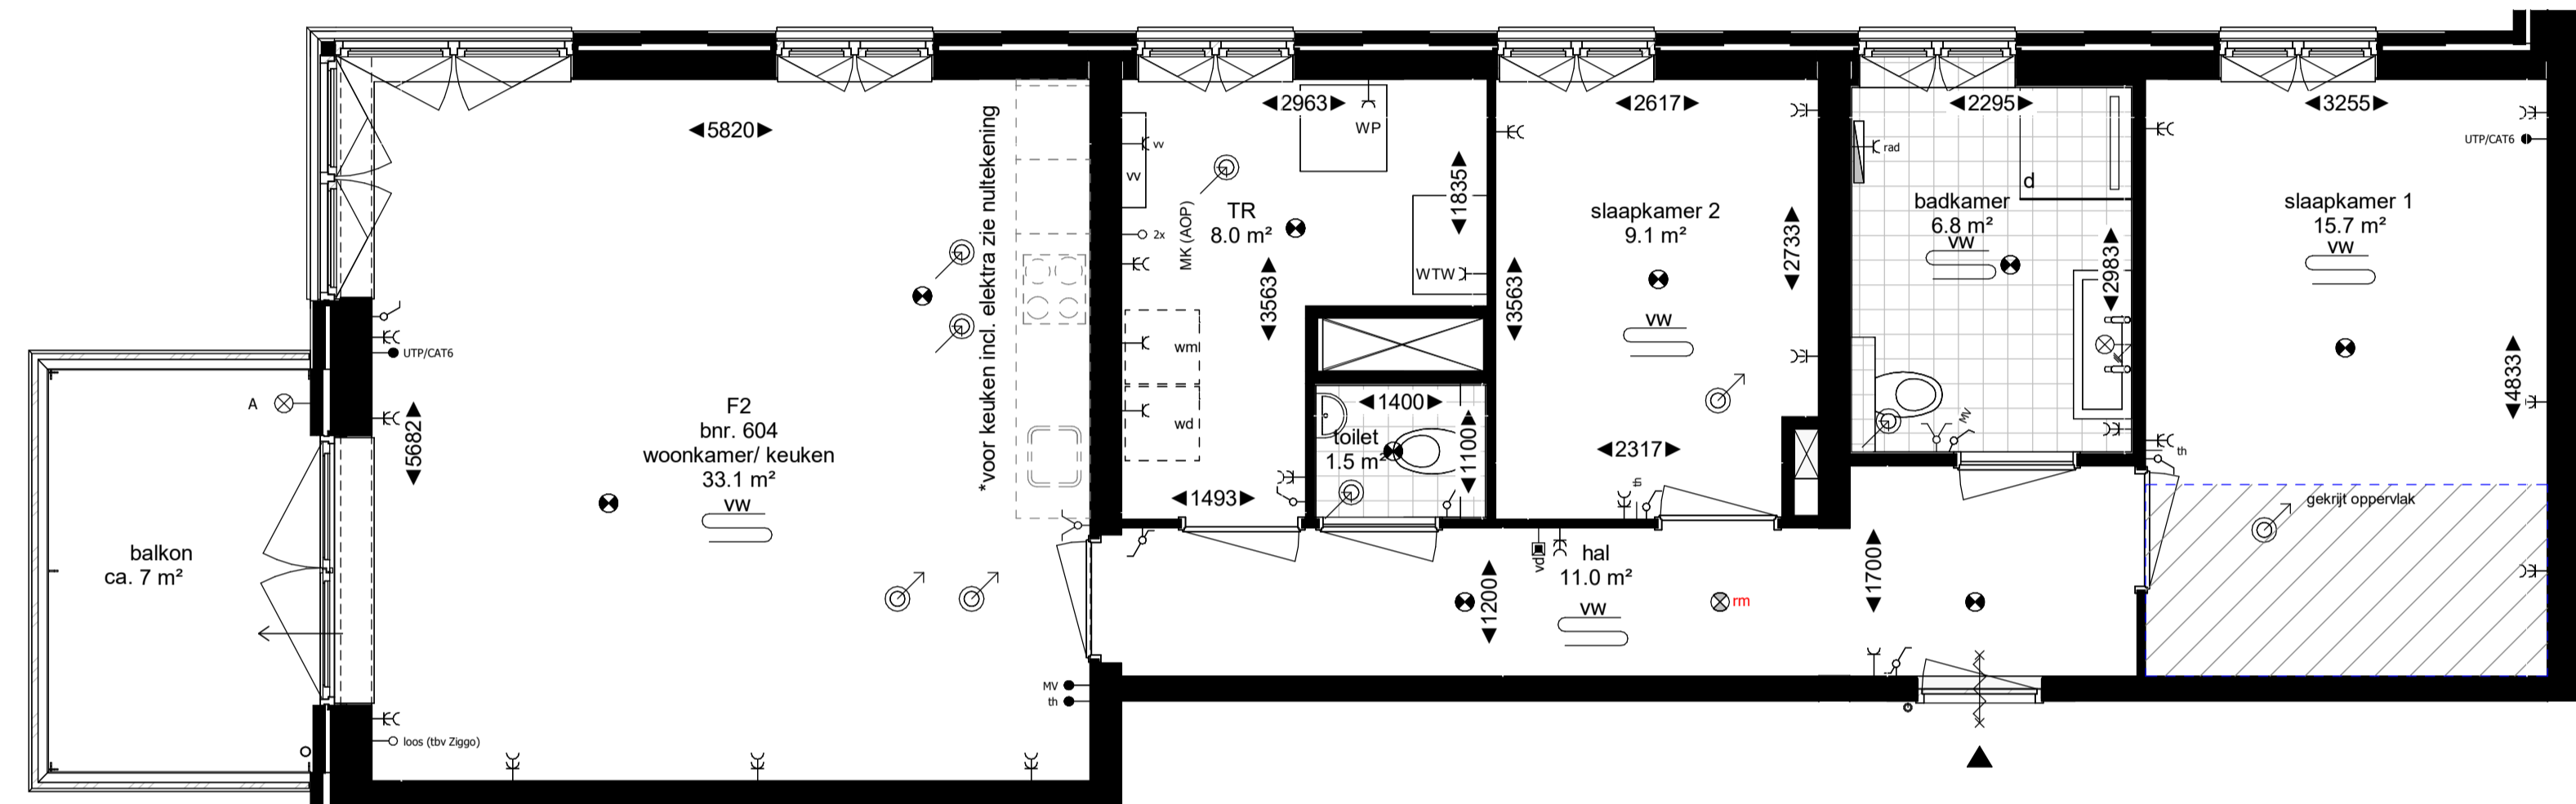 5820
*voor keuken incl. elektra zie nultekening
UTP/CAT6
5682
F2
bnr. 604
woonkamer/ keuken
33.1 m²
vw
A
balkon
ca. 7 m²
loos (tbv Ziggo)
MV
th
2963
WP
vv
vv
TR
8.0 m²
2x
MK (AOP)
1835
WTW
3563
wm
wd
1493
1400
toilet
1.5 m²
1100
2617
slaapkamer 2
9.1 m²
2733
3563
vw
2317
th
vd
hal
11.0 m²
1200
vw
rm
1700
2295
rad
d
badkamer
6.8 m²
vw
2983
MV
3255
UTP/CAT6
slaapkamer 1
15.7 m²
vw
4833
th
gekrijt oppervlak